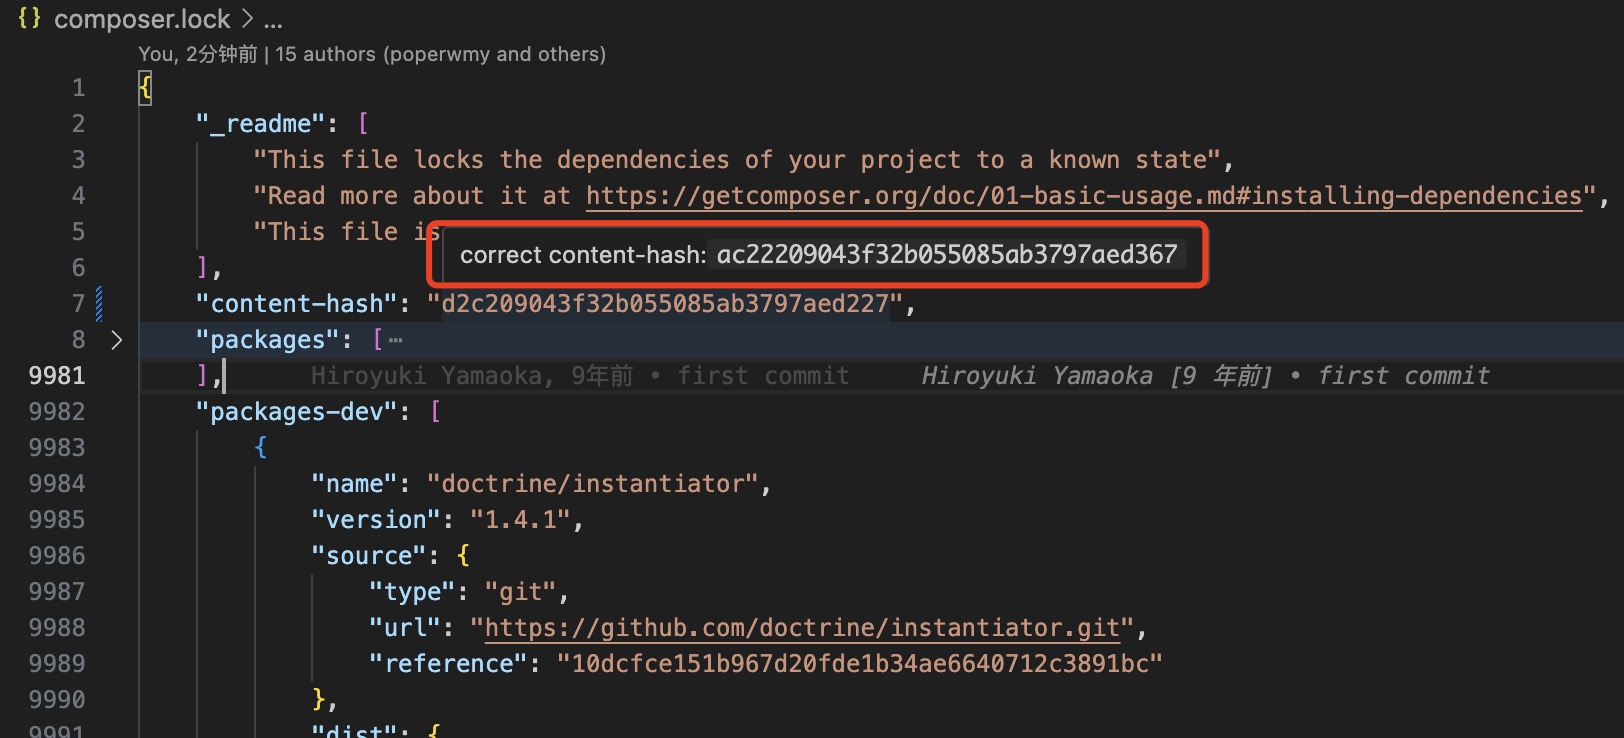 {} composer.lock > ...
You, 2分钟前 | 15 authors (poperwmy and others)
1 {
2 "_readme": [
3 "This file locks the dependencies of your project to a known state",
4 "Read more about it at https://getcomposer.org/doc/01-basic-usage.md#installing-dependencies",
5 "This file is
correct content-hash: ac22209043f32b055085ab3797aed367
6 ],
7 "content-hash": "d2c209043f32b055085ab3797aed227",
8 > "packages": [ ⋯
9981 ], Hiroyuki Yamaoka, 9年前 • first commit Hiroyuki Yamaoka [9 年前] • first commit
9982 "packages-dev": [
9983 {
9984 "name": "doctrine/instantiator",
9985 "version": "1.4.1",
9986 "source": {
9987 "type": "git",
9988 "url": "https://github.com/doctrine/instantiator.git",
9989 "reference": "10dcfce151b967d20fde1b34ae6640712c3891bc"
9990 },
9991 "dist": {